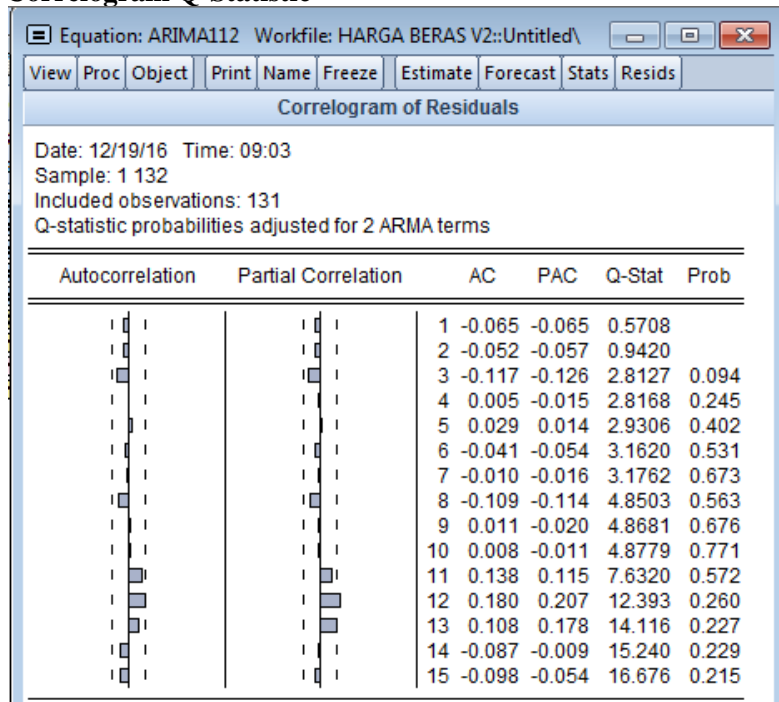 Correlogram Q Statistic
Equation: ARIMA112 Workfile: HARGA BERAS V2::Untitled\
View Proc Object Print Name Freeze Estimate Forecast Stats Resids
Correlogram of Residuals
Date: 12/19/16 Time: 09:03
Sample: 1 132
Included observations: 131
Q-statistic probabilities adjusted for 2 ARMA terms
Autocorrelation Partial Correlation AC PAC Q-Stat Prob
1 -0.065 -0.065 0.5708
2 -0.052 -0.057 0.9420
3 -0.117 -0.126 2.8127 0.094
4 0.005 -0.015 2.8168 0.245
5 0.029 0.014 2.9306 0.402
6 -0.041 -0.054 3.1620 0.531
7 -0.010 -0.016 3.1762 0.673
8 -0.109 -0.114 4.8503 0.563
9 0.011 -0.020 4.8681 0.676
10 0.008 -0.011 4.8779 0.771
11 0.138 0.115 7.6320 0.572
12 0.180 0.207 12.393 0.260
13 0.108 0.178 14.116 0.227
14 -0.087 -0.009 15.240 0.229
15 -0.098 -0.054 16.676 0.215